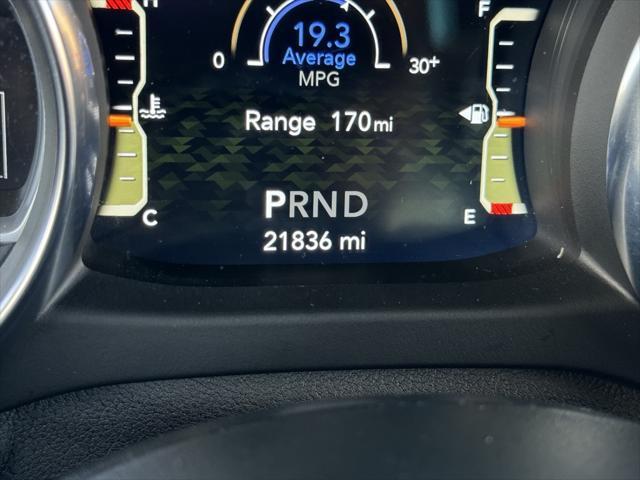 H
F
19.3
Average
0 MPG 30+
Range 170 mi
C
PRND
E
21836 mi